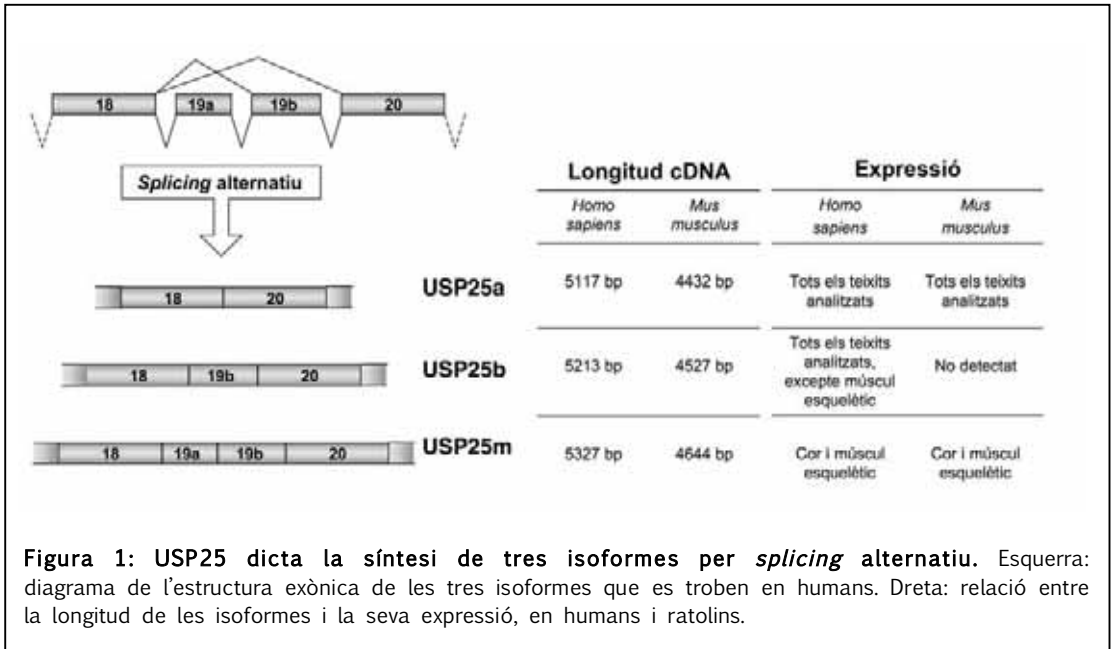 18 19a 19b 20
Splicing alternatiu
Longitud cDNA Expressió
Homo sapiens Mus musculus Homo sapiens Mus musculus
18 20
USP25a 5117 bp 4432 bp Tots els teixits analitzats Tots els teixits analitzats
18 19b 20
USP25b 5213 bp 4527 bp Tots els teixits analitzats, excepte múscul esquelètic No detectat
18 19a 19b 20
USP25m 5327 bp 4644 bp Cor i múscul esquelètic Cor i múscul esquelètic
Figura 1: USP25 dicta la síntesi de tres isoformes per splicing alternatiu. Esquerra:
diagrama de l'estructura exònica de les tres isoformes que es troben en humans. Dreta: relació entre
la longitud de les isoformes i la seva expressió, en humans i ratolins.